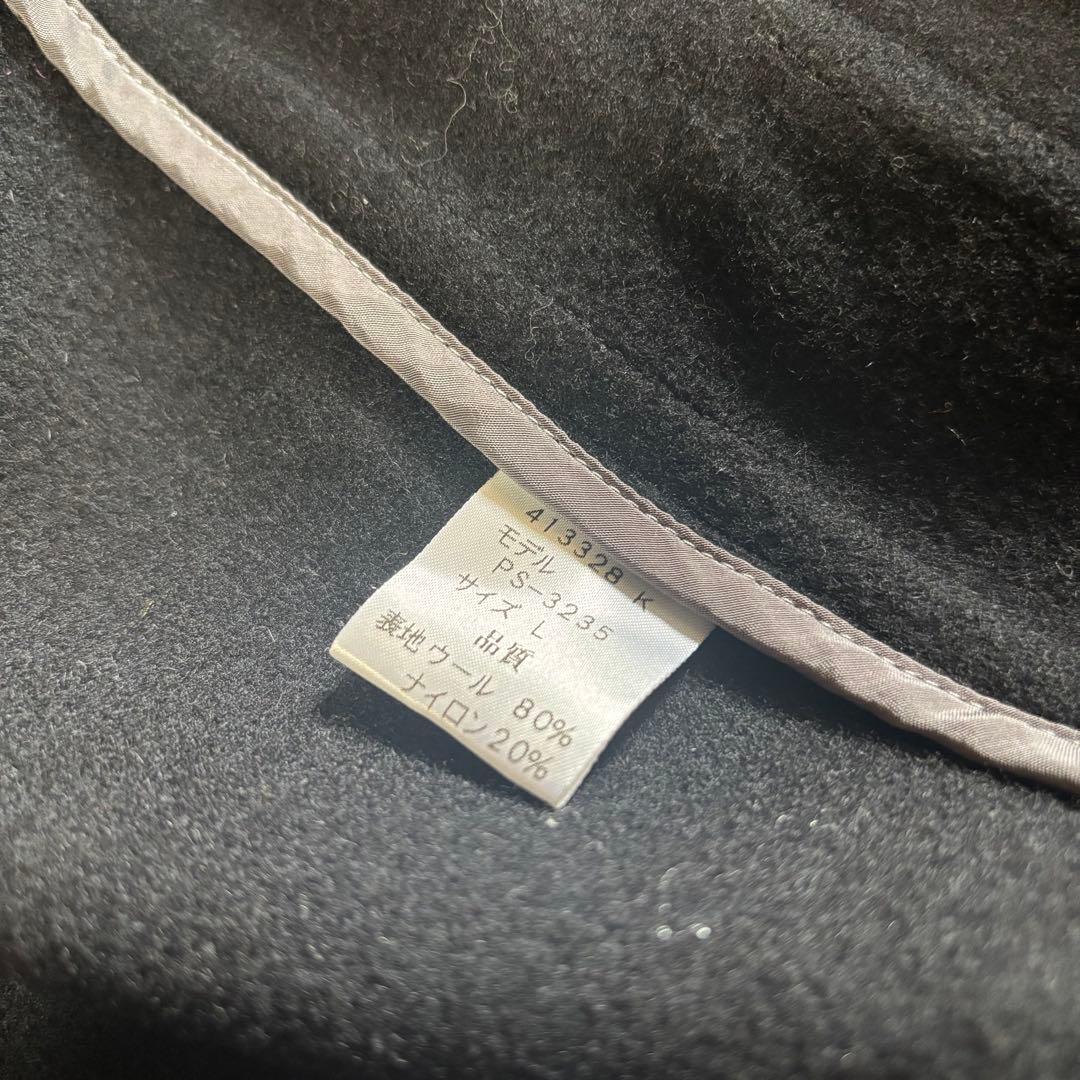 413328 K
モデル
PS-3235
サイズ L
品質
表地ウール 80%
ナイロン20%